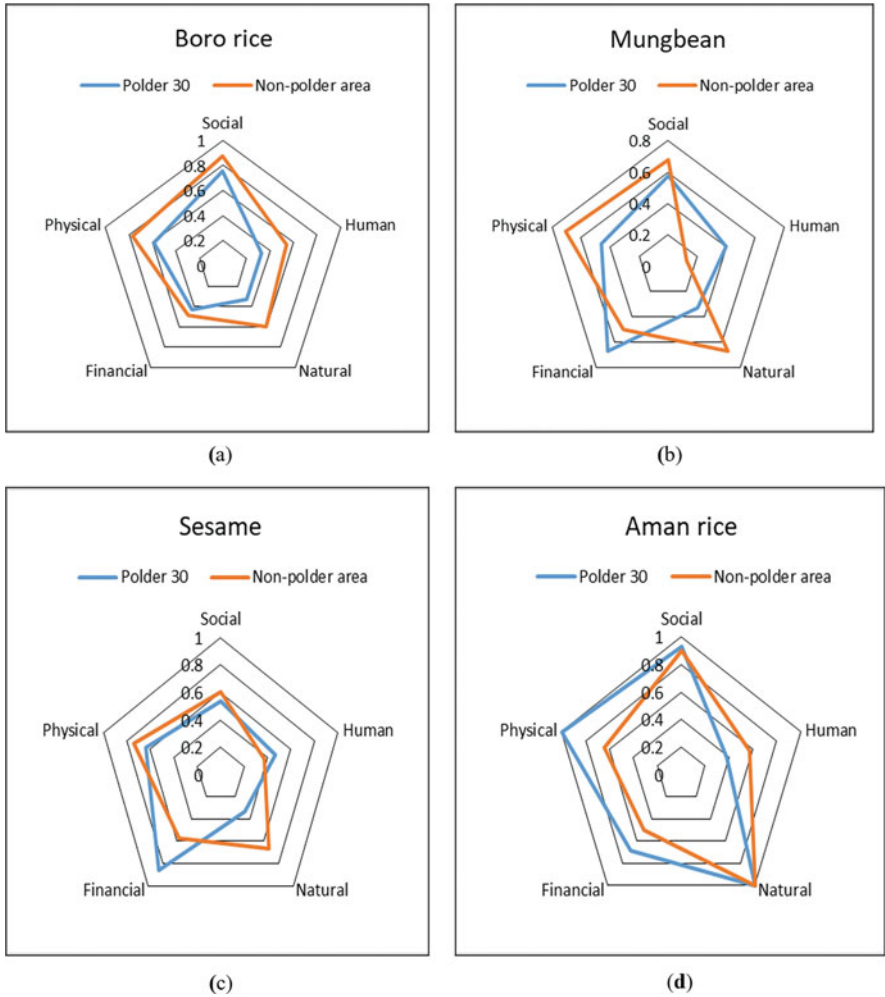 Boro rice
Polder 30 Non-polder area
Social
1
0.8
0.6
0.4
0.2
0
Human
Natural
Financial
Physical
(a)
Mungbean
Polder 30 Non-polder area
Social
0.8
0.6
0.4
0.2
0
Human
Natural
Financial
Physical
(b)
Sesame
Polder 30 Non-polder area
Social
1
0.8
0.6
0.4
0.2
0
Human
Natural
Financial
Physical
(c)
Aman rice
Polder 30 Non-polder area
Social
1
0.8
0.6
0.4
0.2
0
Human
Natural
Financial
Physical
(d)